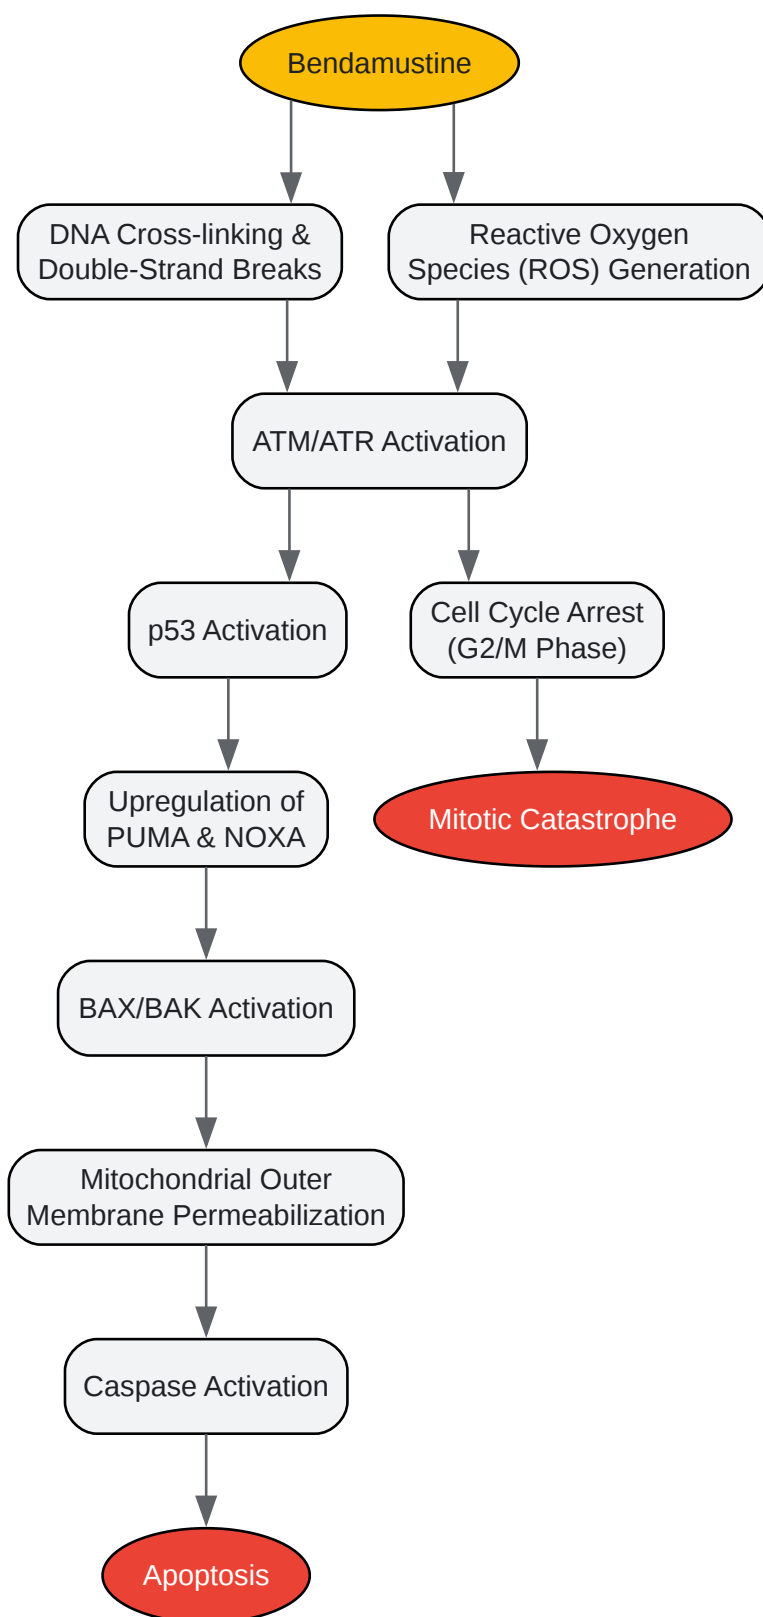 Bendamustine
DNA Cross-linking &
Double-Strand Breaks
Reactive Oxygen
Species (ROS) Generation
ATM/ATR Activation
p53 Activation
Cell Cycle Arrest
(G2/M Phase)
Upregulation of
PUMA & NOXA
Mitotic Catastrophe
BAX/BAK Activation
Mitochondrial Outer
Membrane Permeabilization
Caspase Activation
Apoptosis